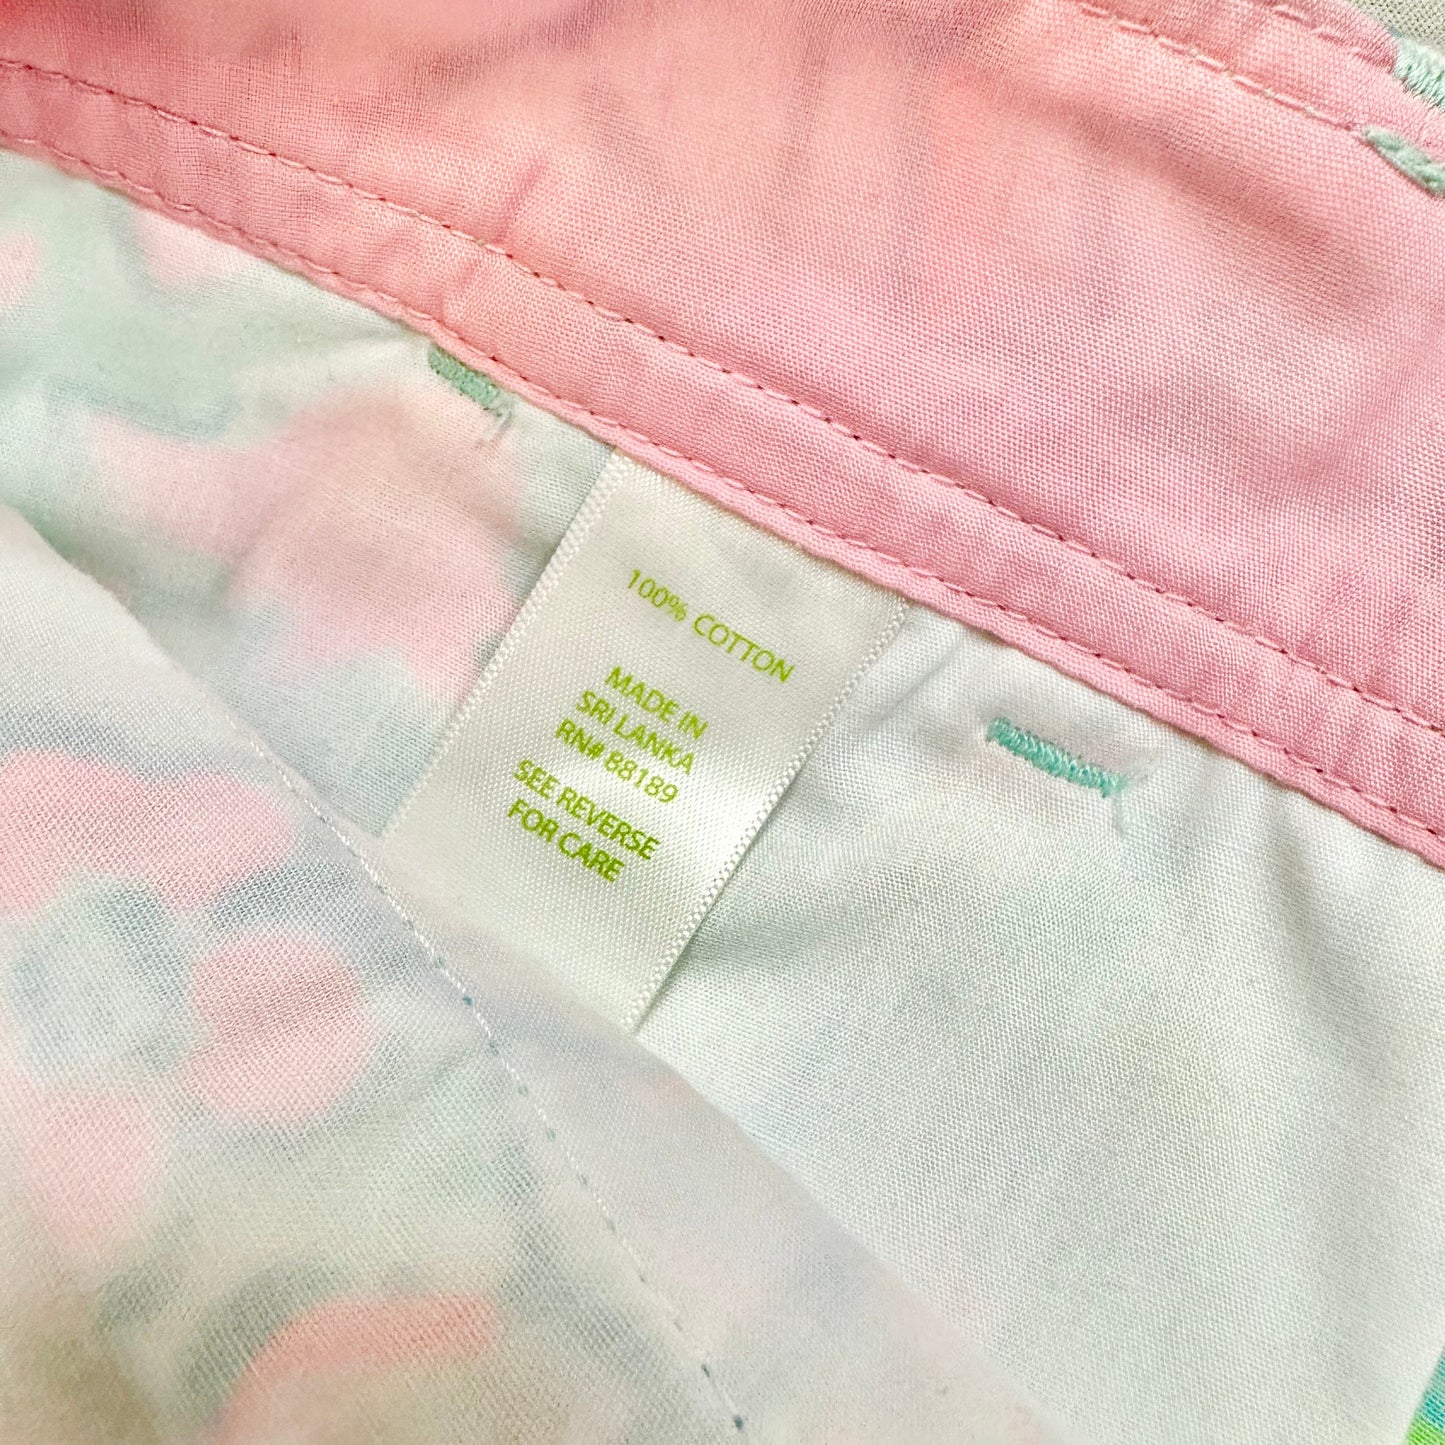 100% COTTON
MADE IN
SRI LANKA
RN# 88189
SEE REVERSE
FOR CARE